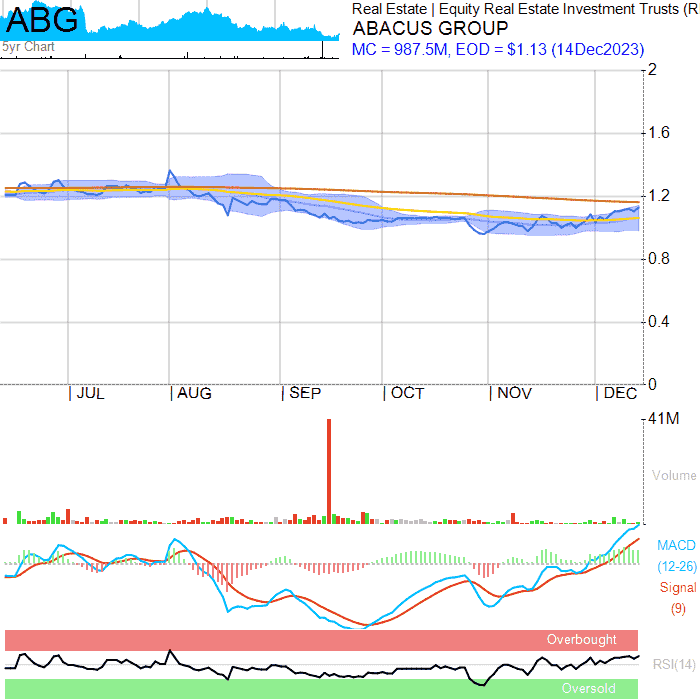 ABG
5yr Chart
Real Estate | Equity Real Estate Investment Trusts (R
ABACUS GROUP
MC = 987.5M, EOD = $1.13 (14Dec2023)
2
1.6
1.2
0.8
0.4
0
| JUL | AUG | SEP | OCT | NOV | DEC
41M
Volume
MACD
(12-26)
Signal
(9)
Overbought
RSI(14)
Oversold